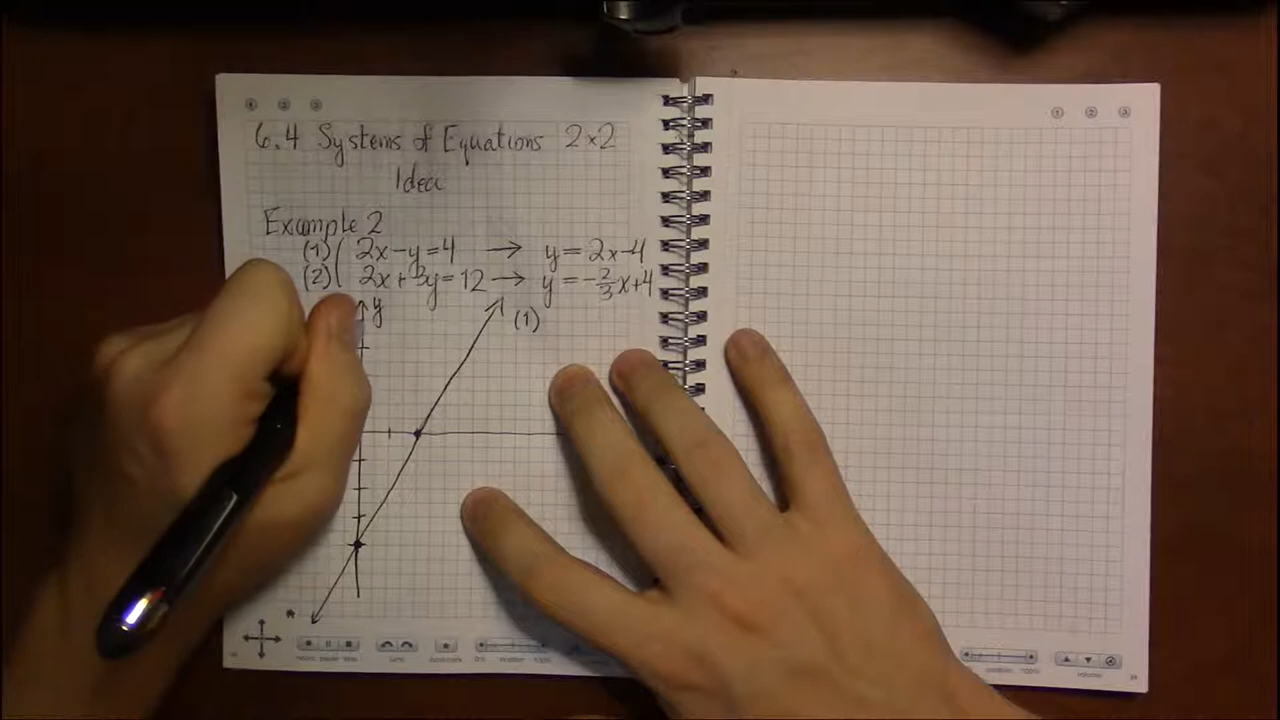 6.4 Systems of Equations 2×2
Idea
Example 2
(1) ( 2x-y=4 → y = 2x-4
(2) ( 2x+3y=12 → y = -2/3x+4
y
(1)